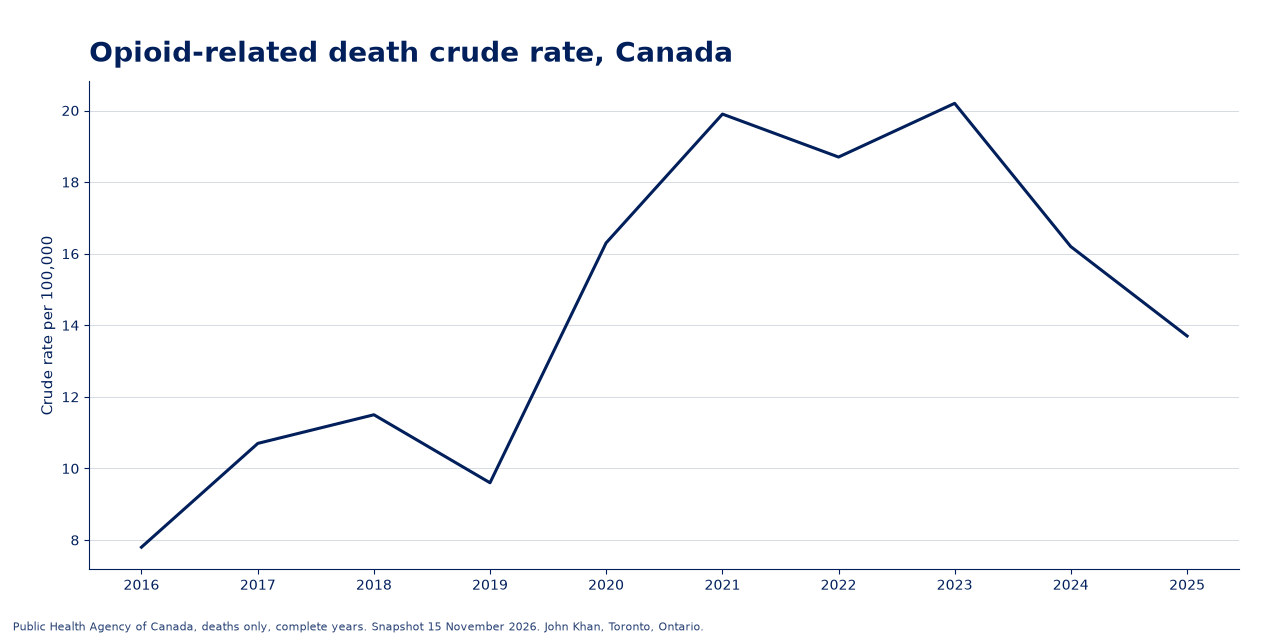 Opioid-related death crude rate, Canada
Crude rate per 100,000
20
18
16
14
12
10
8
2016 2017 2018 2019 2020 2021 2022 2023 2024 2025
Public Health Agency of Canada, deaths only, complete years. Snapshot 15 November 2026. John Khan, Toronto, Ontario.